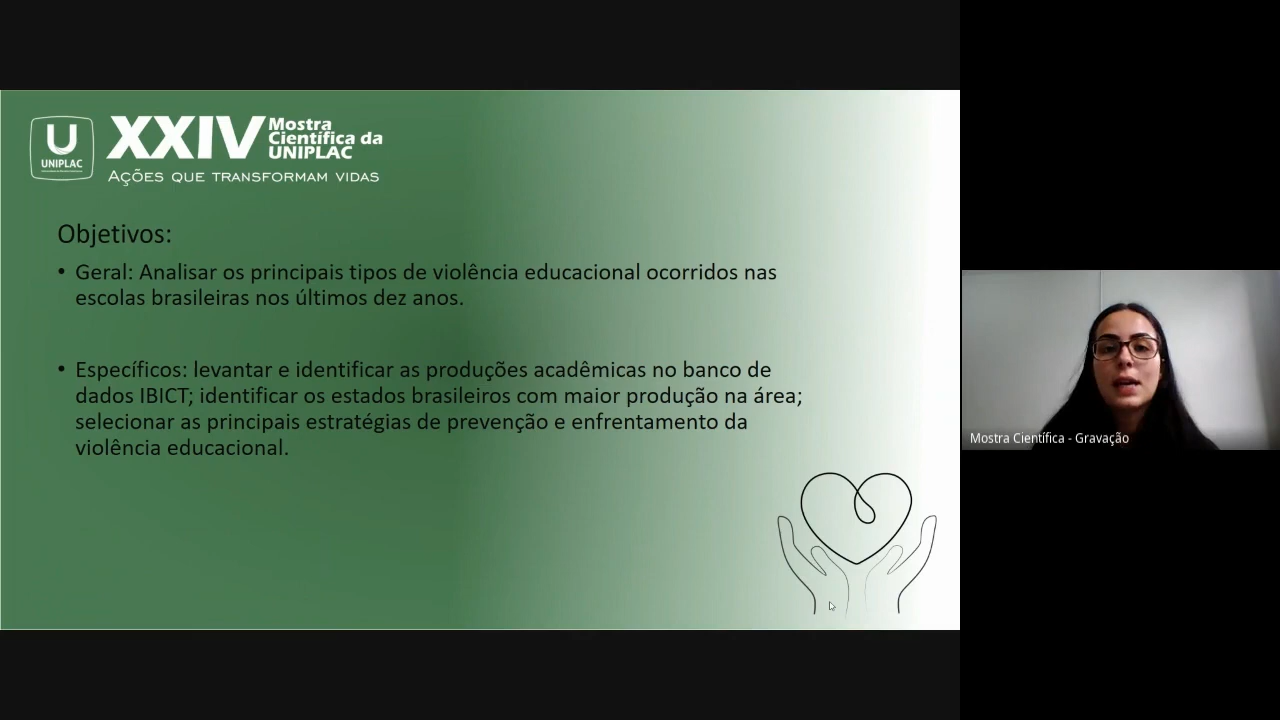 XXIV
Mostra
Científica da
UNIPLAC
UNIPLAC
AÇÕES QUE TRANSFORMAM VIDAS
Objetivos:
• Geral: Analisar os principais tipos de violência educacional ocorridos nas
escolas brasileiras nos últimos dez anos.
• Específicos: levantar e identificar as produções acadêmicas no banco de
dados IBICT; identificar os estados brasileiros com maior produção na área;
selecionar as principais estratégias de prevenção e enfrentamento da
violência educacional.
Mostra Científica - Gravação